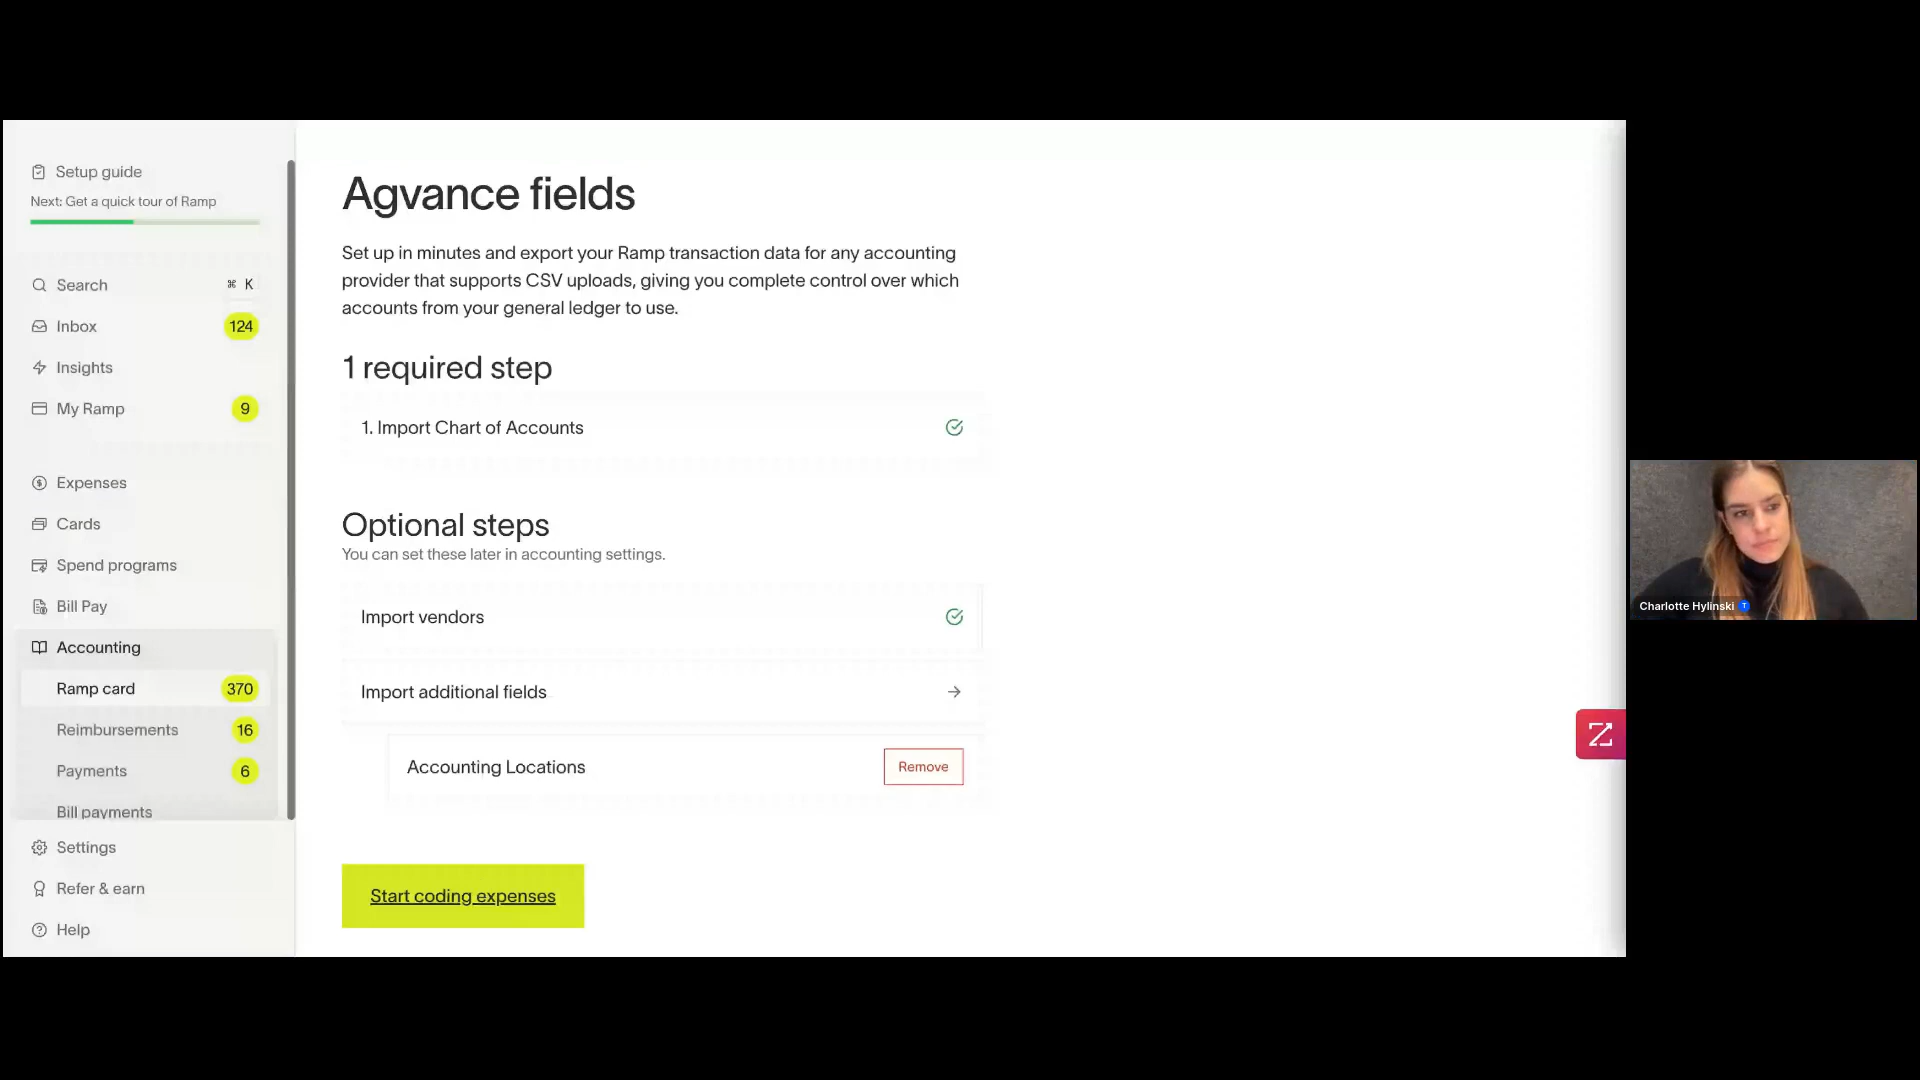 Setup guide
Next: Get a quick tour of Ramp
Search ⌘ K
Inbox 124
Insights
My Ramp 9
Expenses
Cards
Spend programs
Bill Pay
Accounting
Ramp card 370
Reimbursements 16
Payments 6
Bill payments
Settings
Refer & earn
Help
Agvance fields
Set up in minutes and export your Ramp transaction data for any accounting
provider that supports CSV uploads, giving you complete control over which
accounts from your general ledger to use.
1 required step
1. Import Chart of Accounts
Optional steps
You can set these later in accounting settings.
Import vendors
Import additional fields
Accounting Locations
Remove
Start coding expenses
Charlotte Hylinski T